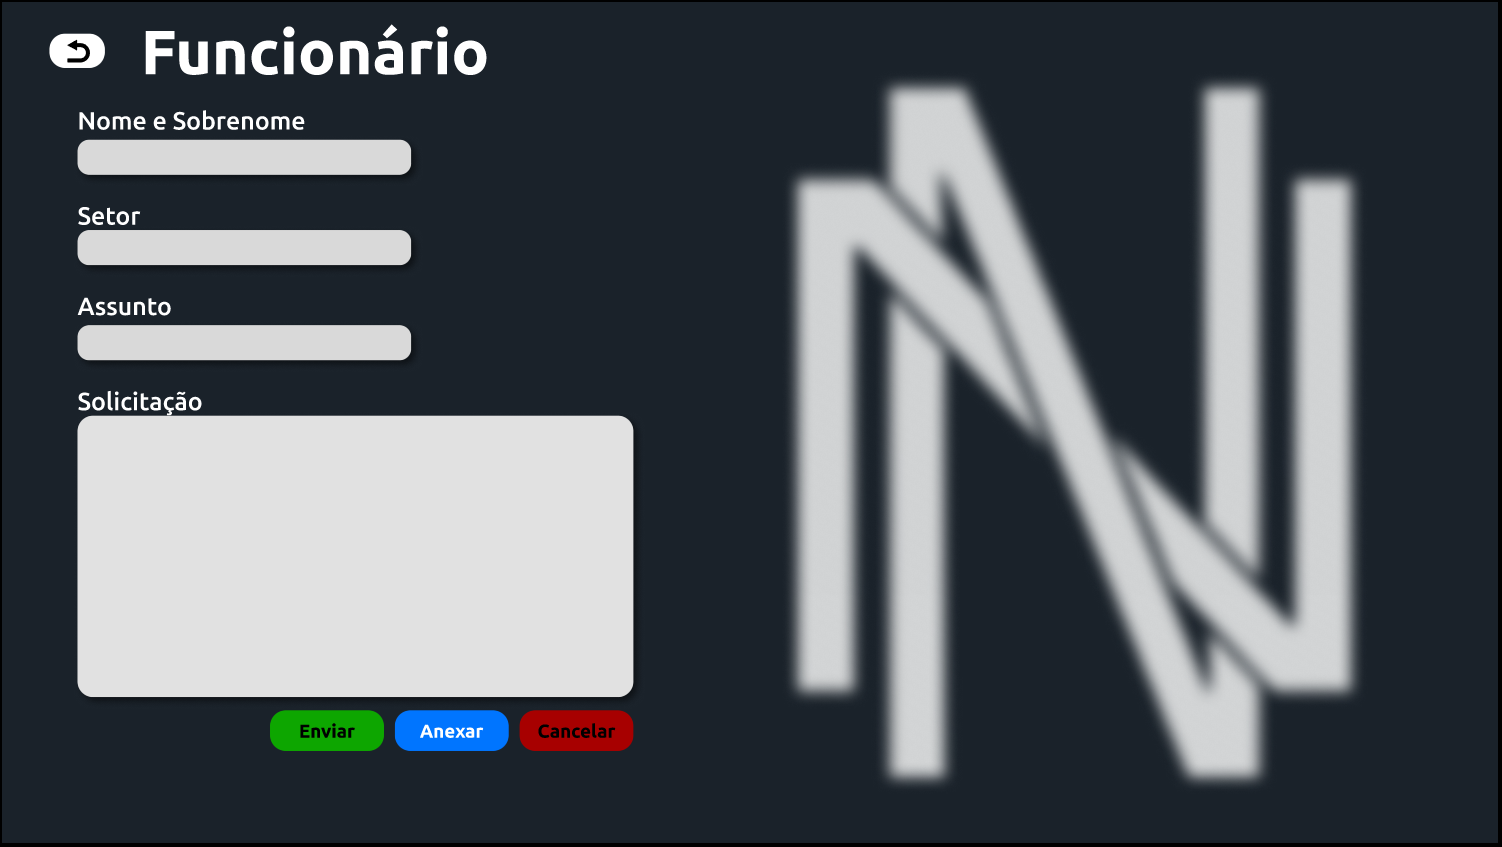 Funcionário
Nome e Sobrenome
Setor
Assunto
Solicitação
Enviar Anexar Cancelar